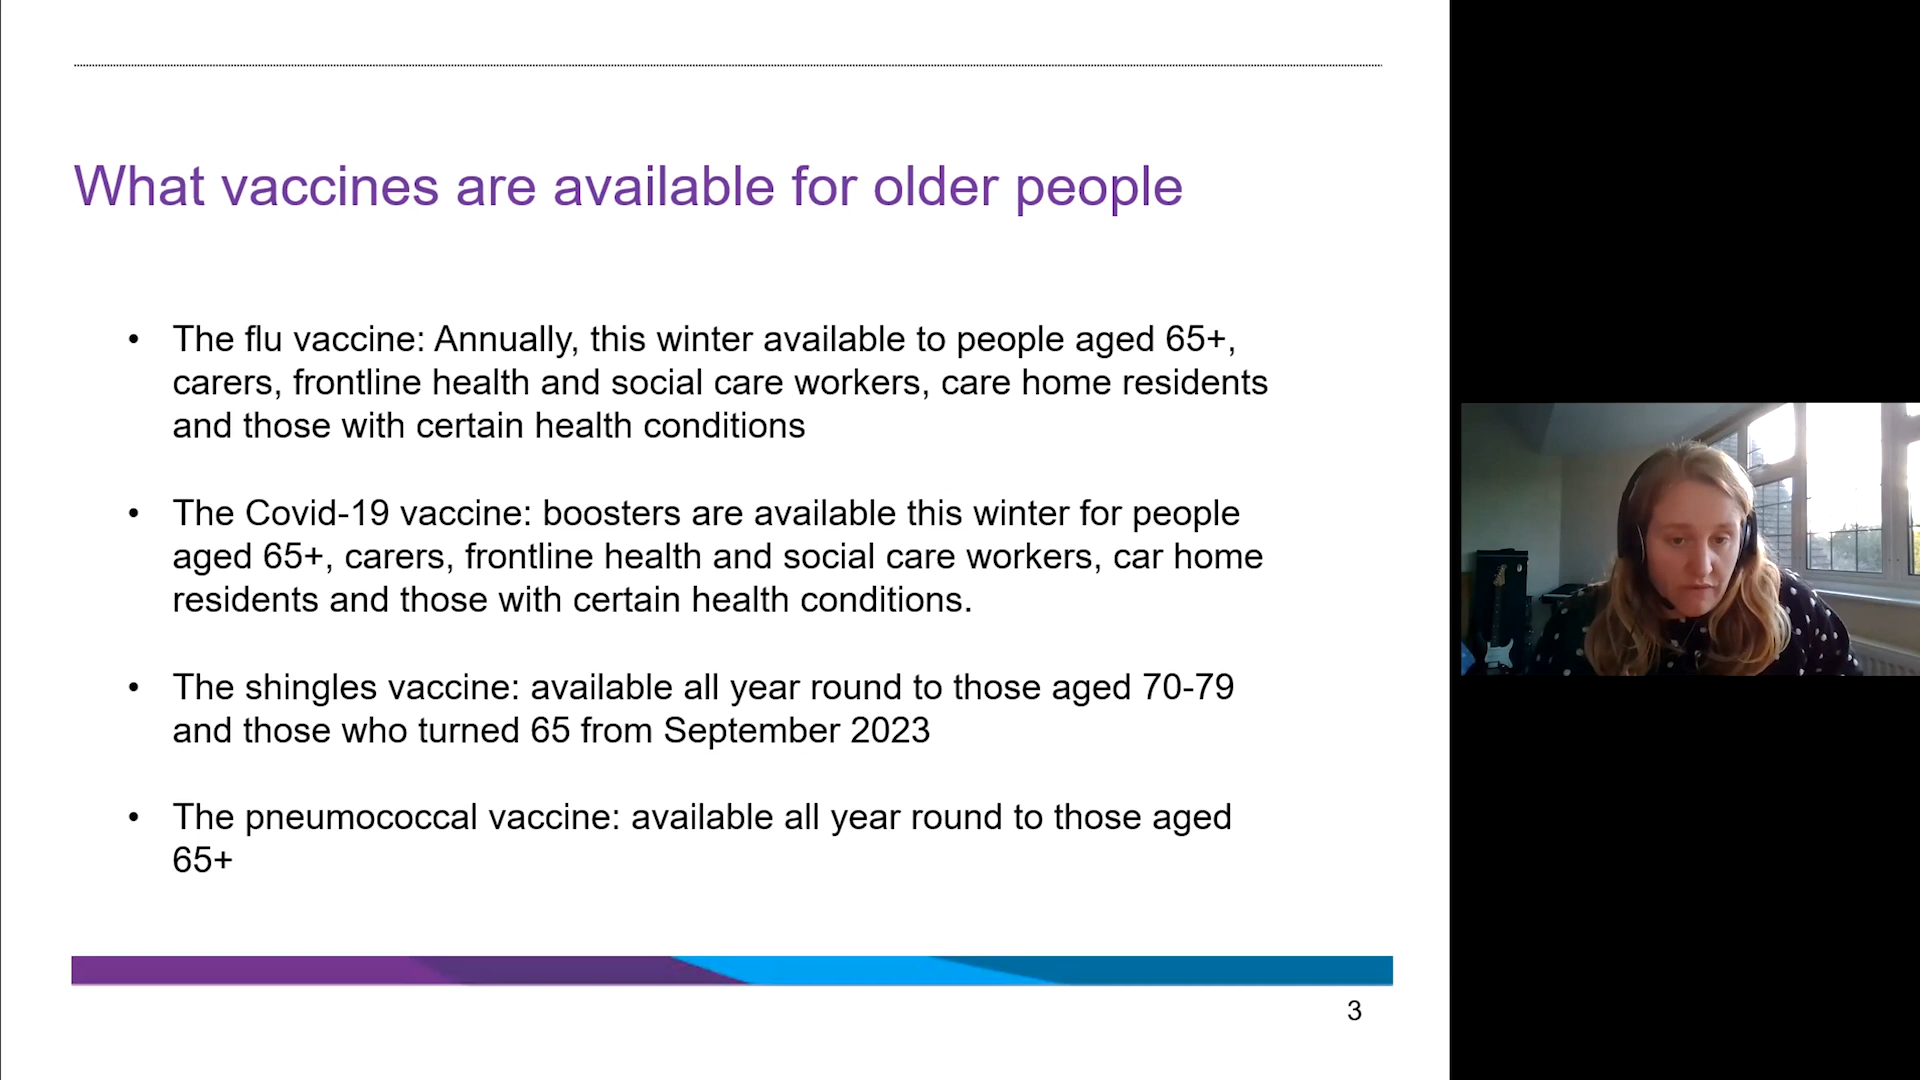 What vaccines are available for older people
• The flu vaccine: Annually, this winter available to people aged 65+,
carers, frontline health and social care workers, care home residents
and those with certain health conditions
• The Covid-19 vaccine: boosters are available this winter for people
aged 65+, carers, frontline health and social care workers, car home
residents and those with certain health conditions.
• The shingles vaccine: available all year round to those aged 70-79
and those who turned 65 from September 2023
• The pneumococcal vaccine: available all year round to those aged
65+
3